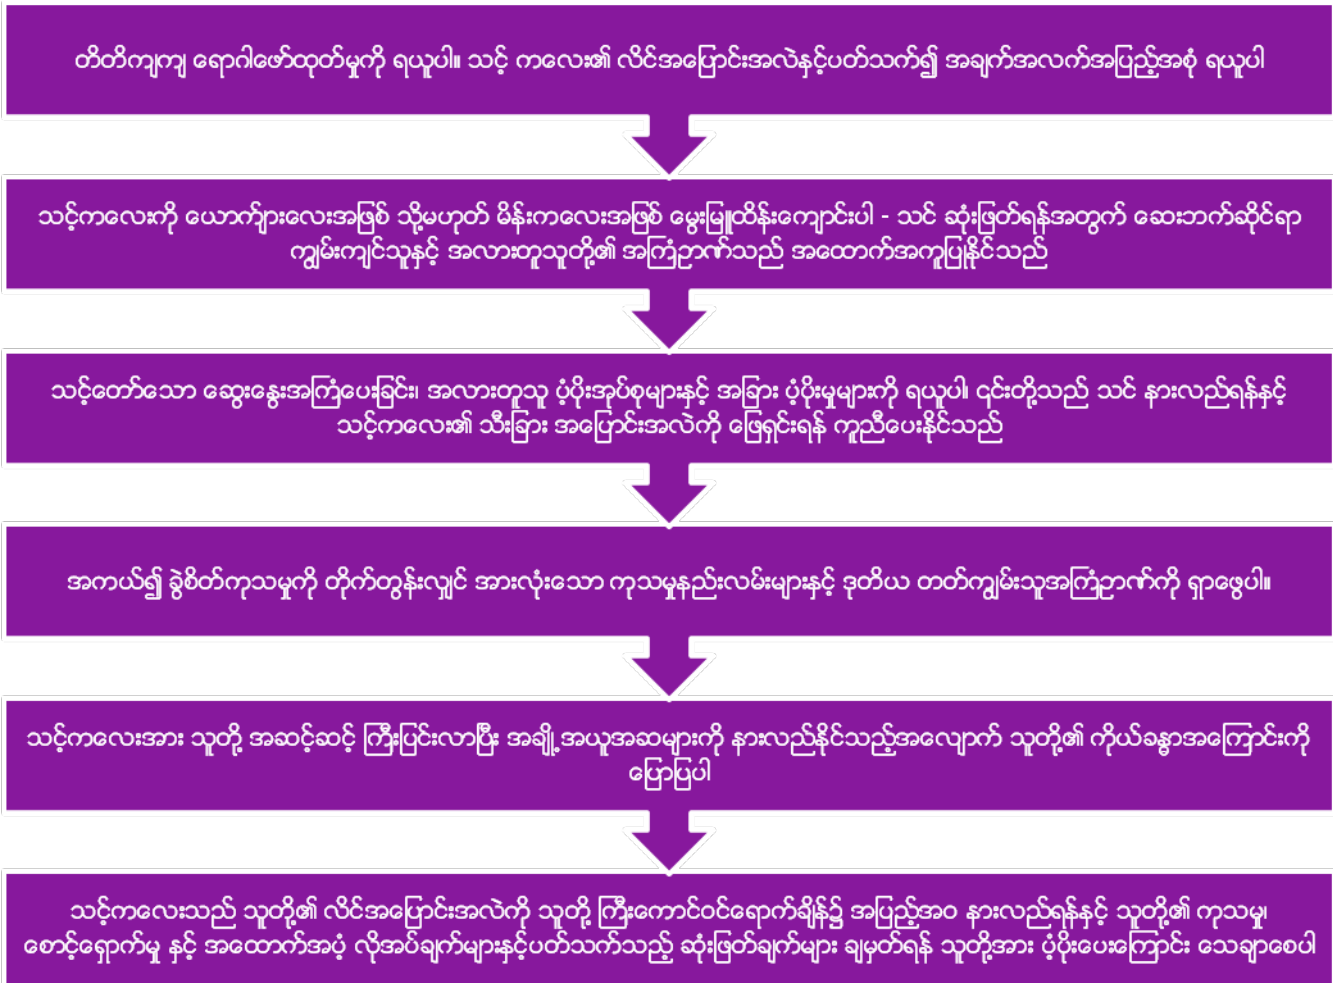 တိတိကျကျ ရောဂါဖော်ထုတ်မှုကို ရယူပါ။ သင့် ကလေး၏ လိင်အပြောင်းအလဲနှင့်ပတ်သက်၍ အချက်အလက်အပြည့်အစုံ ရယူပါ
သင့်ကလေးကို ယောက်ျားလေးအဖြစ် သို့မဟုတ် မိန်းကလေးအဖြစ် မွေးမြူထိန်းကျောင်းပါ - သင် ဆုံးဖြတ်ရန်အတွက် ဆေးဘက်ဆိုင်ရာ
ကျွမ်းကျင်သူနှင့် အလားတူသူတို့၏ အကြံဉာဏ်သည် အထောက်အကူပြုနိုင်သည်
သင့်တော်သော ဆွေးနွေးအကြံပေးခြင်း၊ အလားတူသူ ပံ့ပိုးအုပ်စုများနှင့် အခြား ပံ့ပိုးမှုများကို ရယူပါ၊ ၎င်းတို့သည် သင် နားလည်ရန်နှင့်
သင့်ကလေး၏ သီးခြား အပြောင်းအလဲကို ဖြေရှင်းရန် ကူညီပေးနိုင်သည်
အကယ်၍ ခွဲစိတ်ကုသမှုကို တိုက်တွန်းလျှင် အားလုံးသော ကုသမှုနည်းလမ်းများနှင့် ဒုတိယ တတ်ကျွမ်းသူအကြံဉာဏ်ကို ရှာဖွေပါ။
သင့်ကလေးအား သူတို့ အဆင့်ဆင့် ကြီးပြင်းလာပြီး အချို့ အယူအဆများကို နားလည်နိုင်သည့်အလျောက် သူတို့၏ ကိုယ်ခန္ဓာအကြောင်းကို
ပြောပြပါ
သင့်ကလေးသည် သူတို့၏ လိင်အပြောင်းအလဲကို သူတို့ ကြီးကောင်ဝင်ရောက်ချိန်၌ အပြည့်အဝ နားလည်ရန်နှင့် သူတို့၏ ကုသမှု၊
စောင့်ရှောက်မှု နှင့် အထောက်အပံ့ လိုအပ်ချက်များနှင့်ပတ်သက်သည့် ဆုံးဖြတ်ချက်များ ချမှတ်ရန် သူတို့အား ပံ့ပိုးပေးကြောင်း သေချာစေပါ